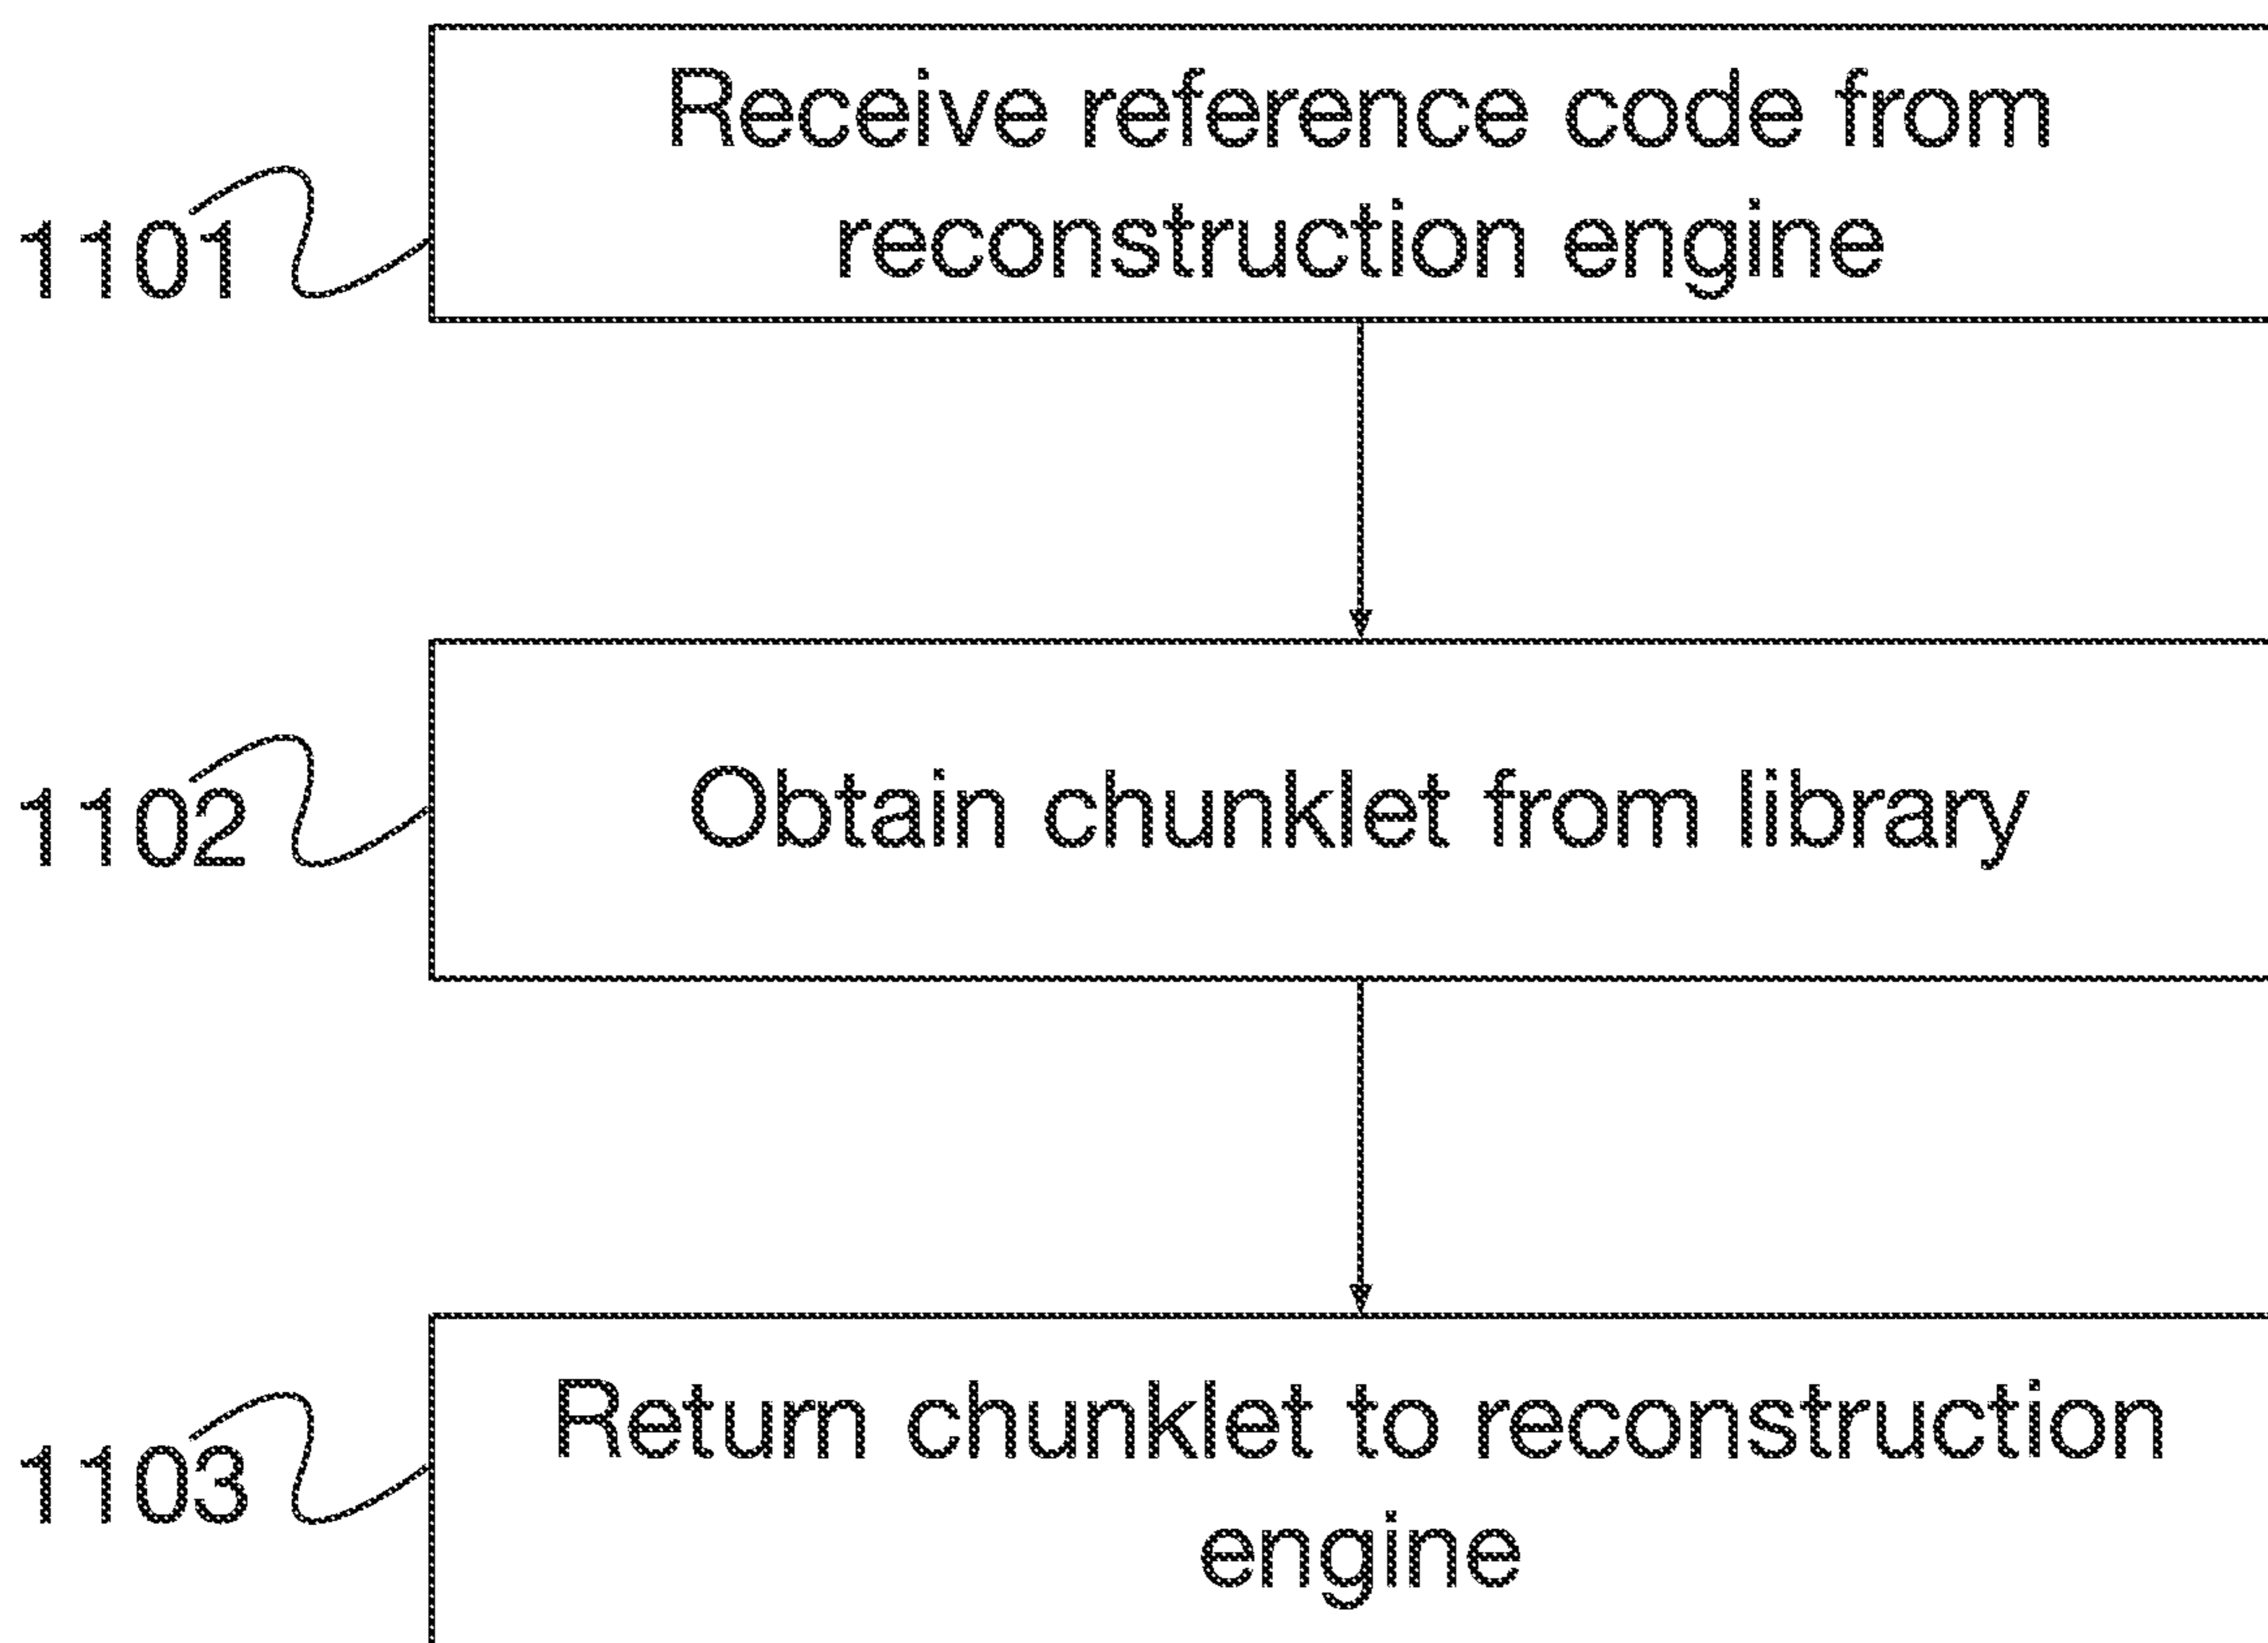 Receive reference code from
reconstruction engine
1101
Obtain chunklet from library
1102
Return chunklet to reconstruction
engine
1103